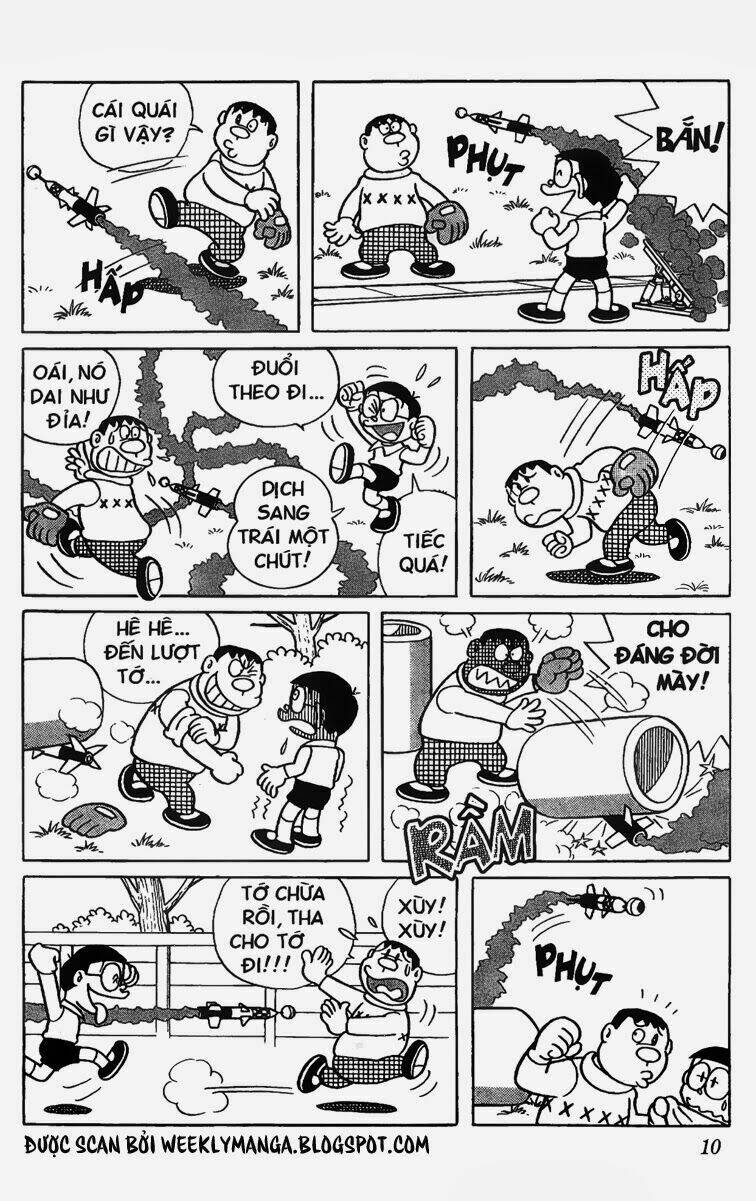 BẮN!
PHỤT
CÁI QUÁI
GÌ VẬY?
HẤP
HẤP
TIẾC
QUÁ!
ĐUỔI
THEO ĐI...
DỊCH
SANG
TRÁI MỘT
CHÚT!
OÁI, NÓ
DAI NHƯ
ĐỈA!
CHO
ĐÁNG ĐỜI
MÀY!
RẦM
HÊ HÊ...
ĐẾN LƯỢT
TỚ...
PHỤT
XÙY!
XÙY!
TỚ CHỪA
RỒI, THA
CHO TỚ
ĐI!!!
ĐƯỢC SCAN BỞI WEEKLYMANGA.BLOGSPOT.COM
10